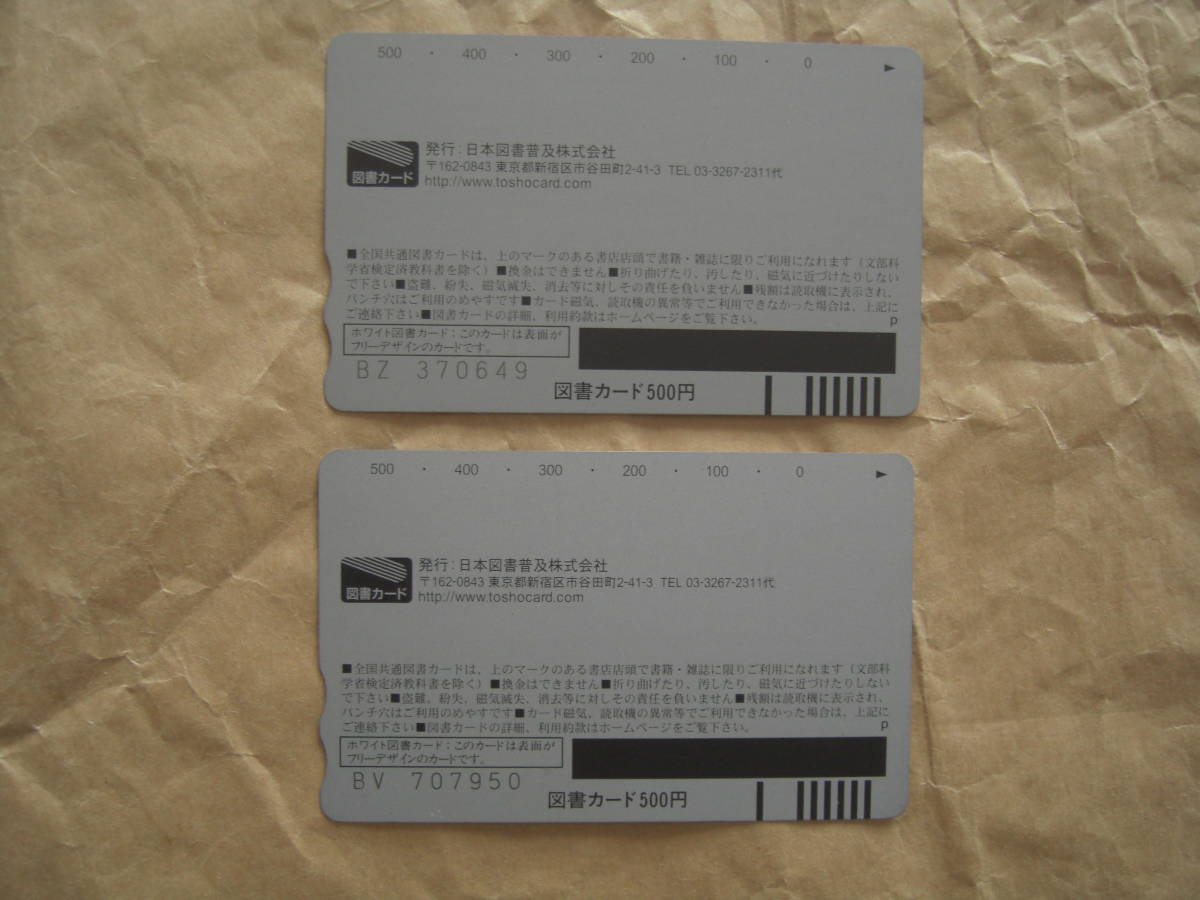 500 ・ 400 ・ 300 ・ 200 ・ 100 ・ 0 ▶
図書カード
発行：日本図書普及株式会社
〒162-0843 東京都新宿区市谷田町2-41-3 TEL 03-3267-2311代
http://www.toshocard.com
■全国共通図書カードは、上のマークのある書店店頭で書籍・雑誌に限りご利用になれます（文部科
学省検定済教科書を除く）■換金はできません■折り曲げたり、汚したり、磁気に近づけたりしない
で下さい■盗難、紛失、磁気滅失、消去等に対しその責任を負いません■残額は読取機に表示され、
パンチ穴はご利用のめやすです■カード磁気、読取機の異常等でご利用できなかった場合は、上記に
ご連絡下さい■図書カードの詳細、利用約款はホームページをご覧下さい。
P
ホワイト図書カード：このカードは表面が
フリーデザインのカードです。
BZ 370649
図書カード500円
500 ・ 400 ・ 300 ・ 200 ・ 100 ・ 0 ▶
図書カード
発行：日本図書普及株式会社
〒162-0843 東京都新宿区市谷田町2-41-3 TEL 03-3267-2311代
http://www.toshocard.com
■全国共通図書カードは、上のマークのある書店店頭で書籍・雑誌に限りご利用になれます（文部科
学省検定済教科書を除く）■換金はできません■折り曲げたり、汚したり、磁気に近づけたりしない
で下さい■盗難、紛失、磁気滅失、消去等に対しその責任を負いません■残額は読取機に表示され、
パンチ穴はご利用のめやすです■カード磁気、読取機の異常等でご利用できなかった場合は、上記に
ご連絡下さい■図書カードの詳細、利用約款はホームページをご覧下さい。
P
ホワイト図書カード：このカードは表面が
フリーデザインのカードです。
BV 707950
図書カード500円